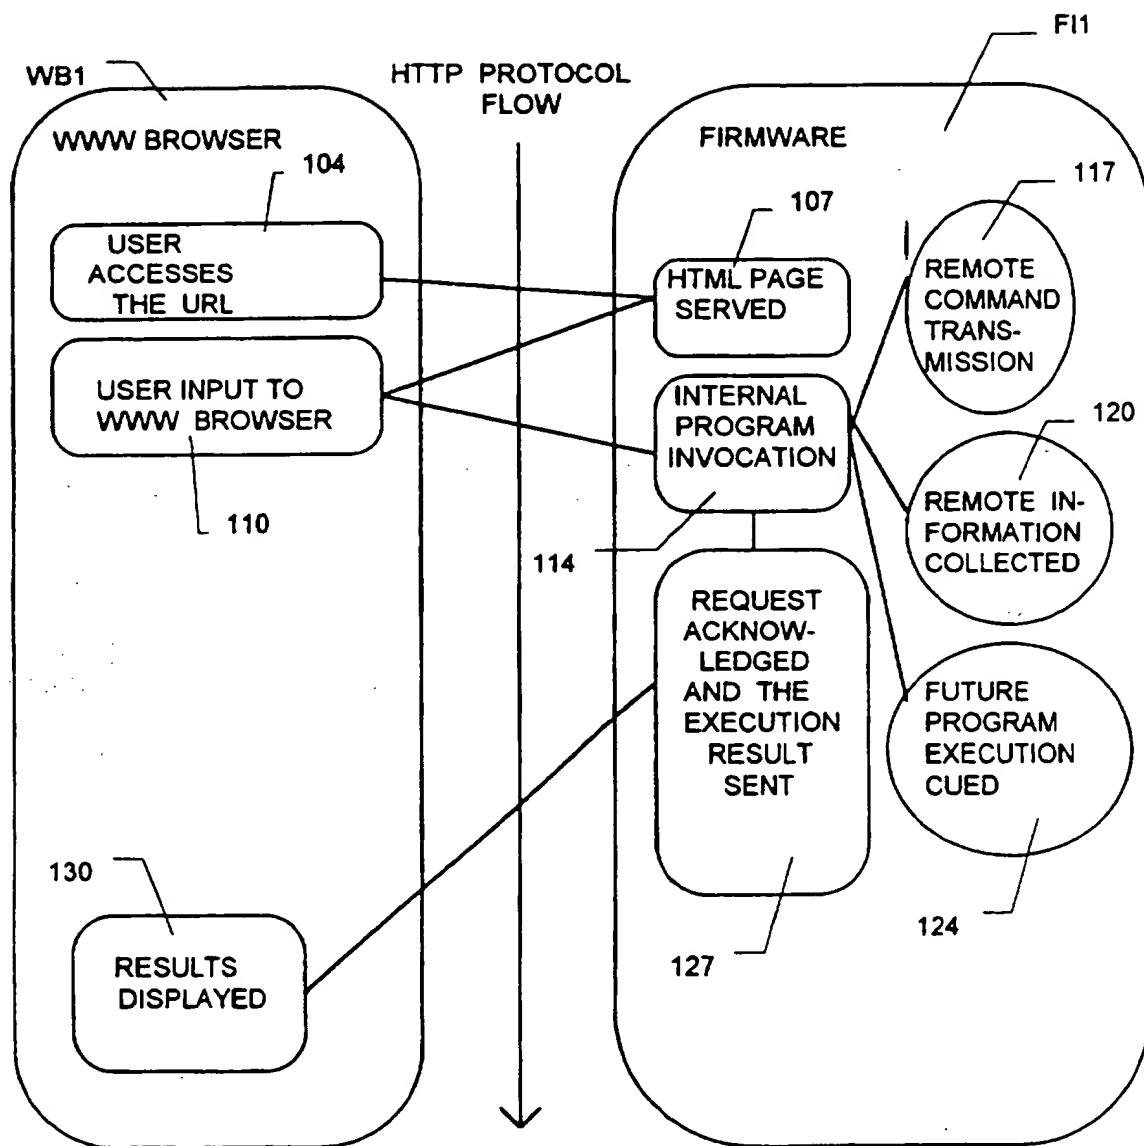 FI1
WB1
HTTP PROTOCOL
FLOW
WWW BROWSER
104
USER
ACCESSES
THE URL
USER INPUT TO
WWW BROWSER
110
FIRMWARE
107
HTML PAGE
SERVED
117
REMOTE
COMMAND
TRANS-
MISSION
INTERNAL
PROGRAM
INVOCATION
114
120
REMOTE IN-
FORMATION
COLLECTED
REQUEST
ACKNOW-
LEDGED
AND THE
EXECUTION
RESULT
SENT
127
FUTURE
PROGRAM
EXECUTION
CUED
124
130
RESULTS
DISPLAYED